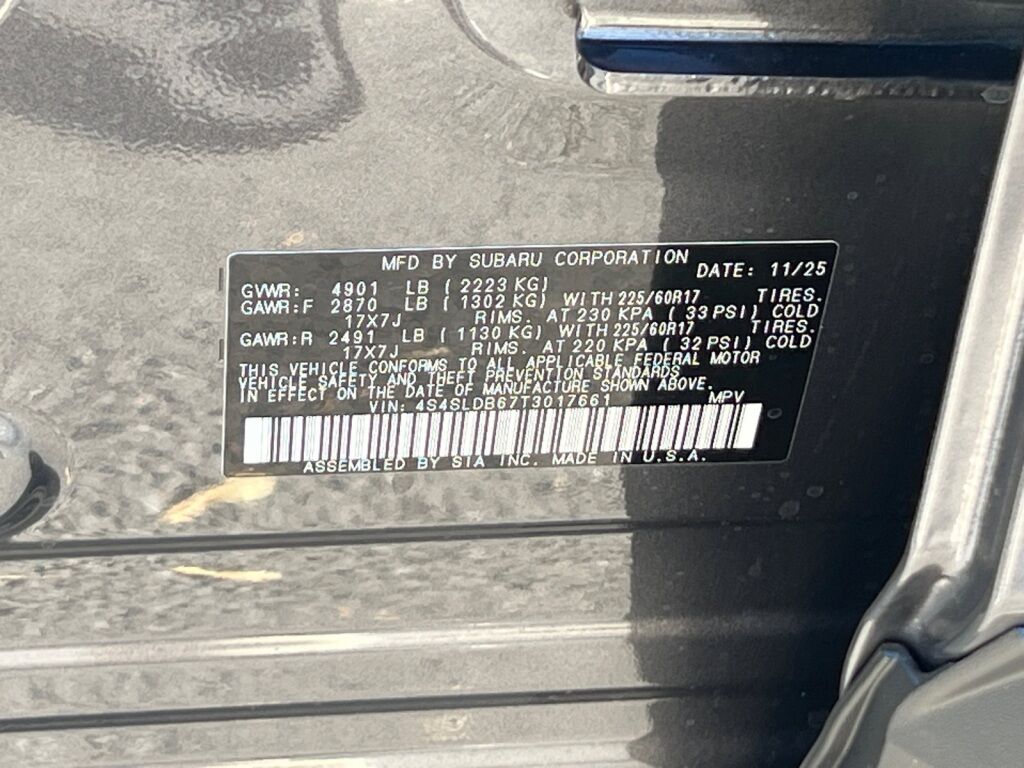 MFD BY SUBARU CORPORATION DATE: 11/25
GVWR: 4901 LB ( 2223 KG)
GAWR:F 2870 LB ( 1302 KG) WITH 225/60R17 TIRES.
17X7J RIMS. AT 230 KPA ( 33 PSI) COLD
GAWR:R 2491 LB ( 1130 KG) WITH 225/60R17 TIRES.
17X7J RIMS. AT 220 KPA ( 32 PSI) COLD
THIS VEHICLE CONFORMS TO ALL APPLICABLE FEDERAL MOTOR
VEHICLE SAFETY AND THEFT PREVENTION STANDARDS
IN EFFECT ON THE DATE OF MANUFACTURE SHOWN ABOVE.
VIN: 4S4SLDB67T3017661 MPV
ASSEMBLED BY SIA INC. MADE IN U.S.A.